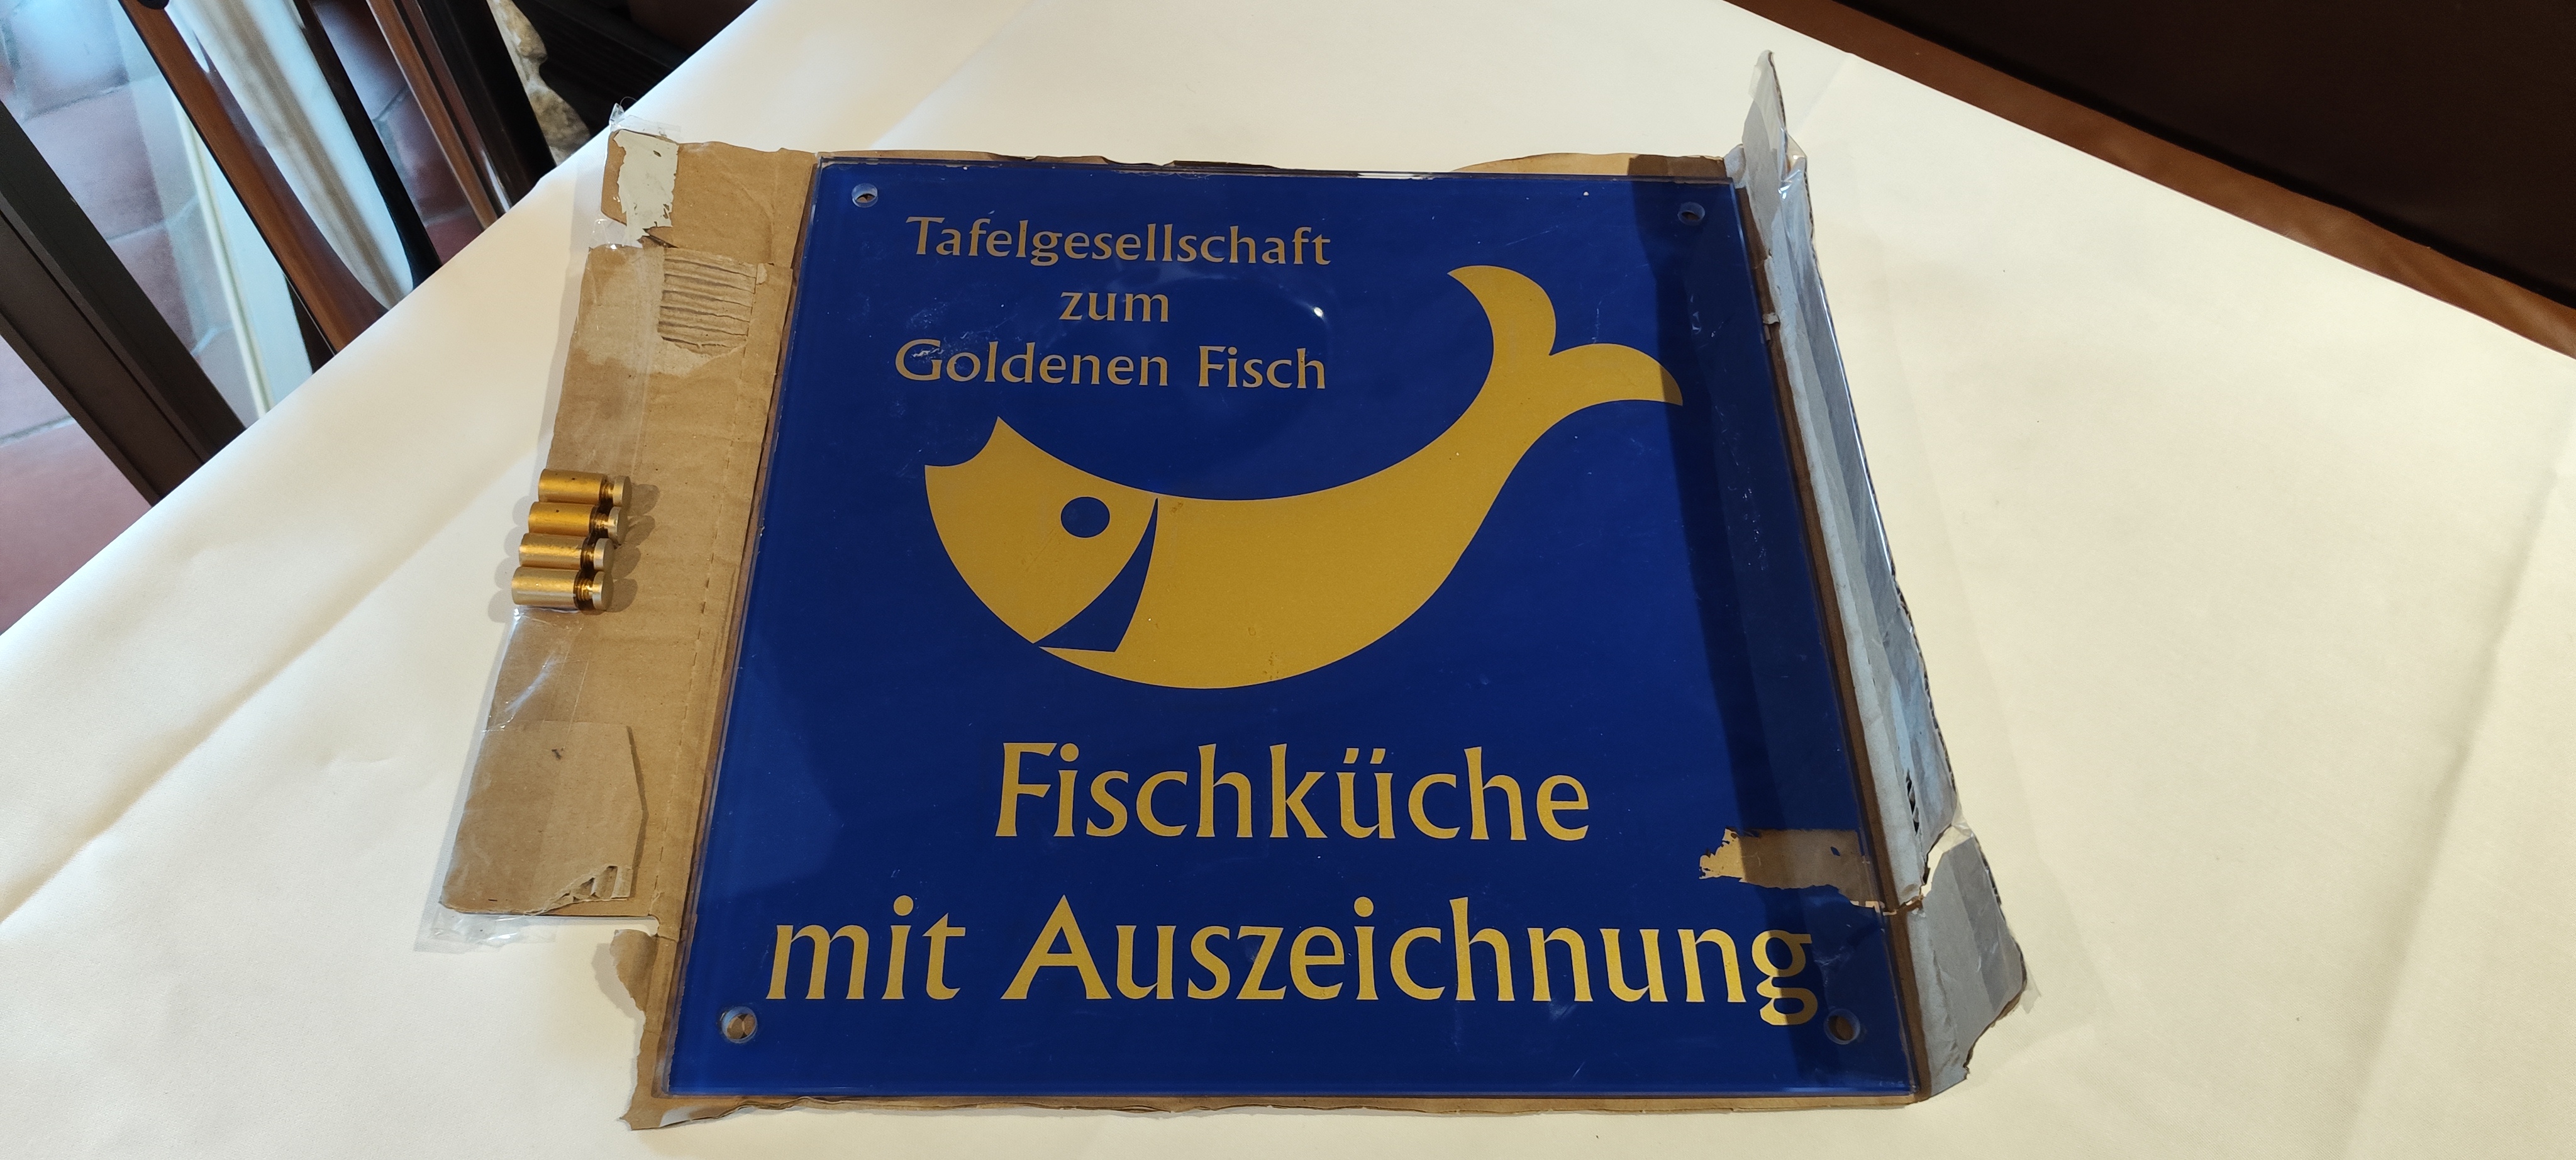 Tafelgesellschaft
zum
Goldenen Fisch
Fischküche
mit Auszeichnung